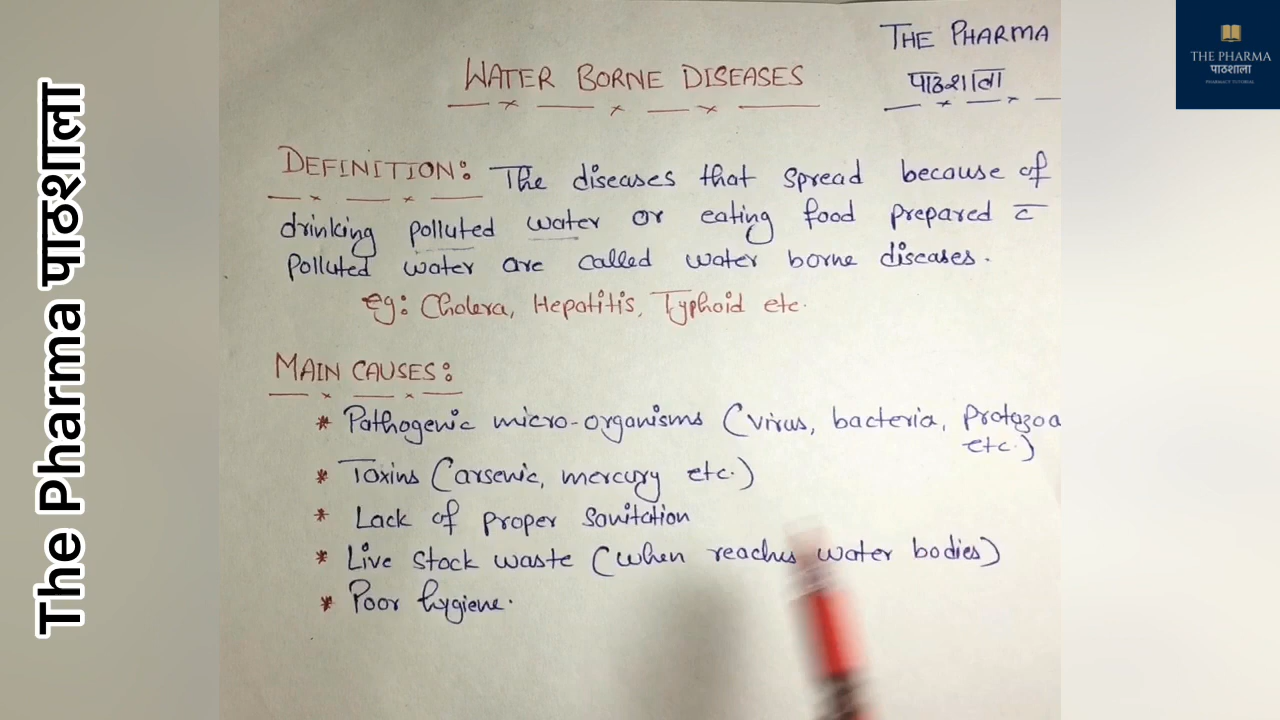 THE PHARMA
पाठशाला
WATER BORNE DISEASES
DEFINITION: The diseases that spread because of
drinking polluted water or eating food prepared c̅
polluted water are called water borne diseases.
eg: Cholera, Hepatitis, Typhoid etc.
MAIN CAUSES:
* Pathogenic micro-organisms (virus, bacteria, protozoa
etc.)
* Toxins (arsenic, mercury etc.)
* Lack of proper sanitation
* Live stock waste (when reaches water bodies)
* Poor hygiene.
The Pharma पाठशाला
THE PHARMA
पाठशाला
PHARMACY TUTORIAL